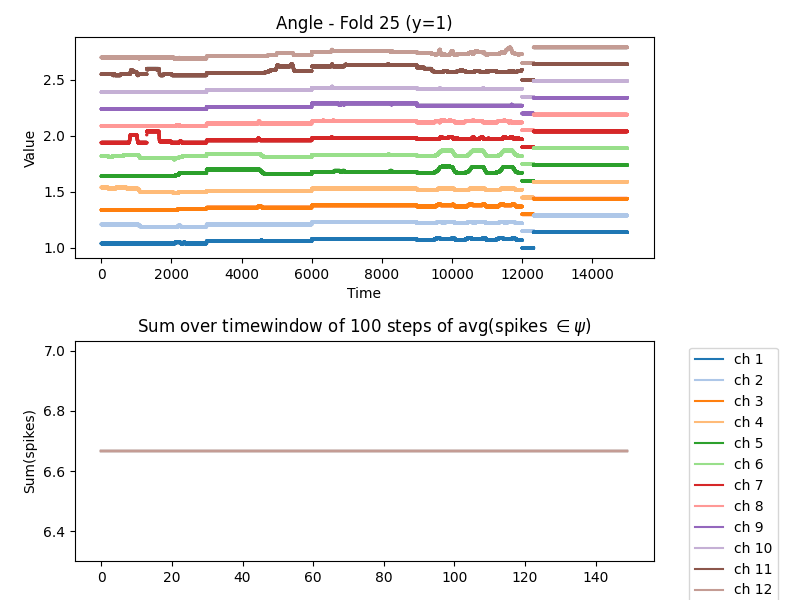 Angle - Fold 25 (y=1)
Value
2.5
2.0
1.5
1.0
0 2000 4000 6000 8000 10000 12000 14000
Time
Sum over timewindow of 100 steps of avg(spikes ∈ ψ)
Sum(spikes)
7.0
6.8
6.6
6.4
0 20 40 60 80 100 120 140
ch 1
ch 2
ch 3
ch 4
ch 5
ch 6
ch 7
ch 8
ch 9
ch 10
ch 11
ch 12